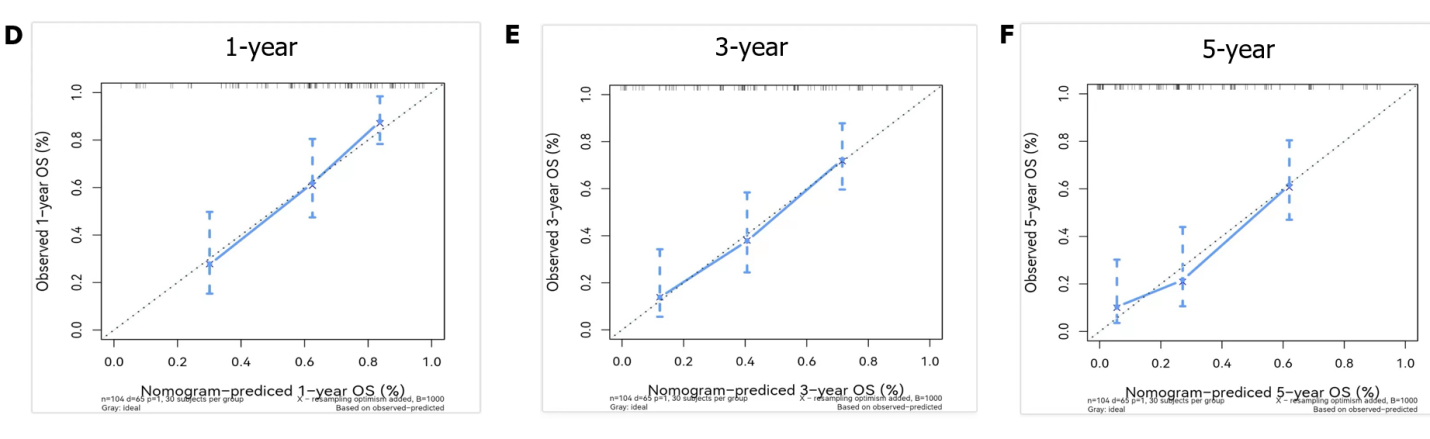 D
1-year
Observed 1−year OS (%)
0.0 0.2 0.4 0.6 0.8 1.0
0.0 0.2 0.4 0.6 0.8 1.0
Nomogram−prediced 1−year OS (%)
n=104 d=65 p=1, 30 subjects per group
X − resampling optimism added, B=1000
Gray: ideal
Based on observed−predicted
E
3-year
Observed 3−year OS (%)
0.0 0.2 0.4 0.6 0.8 1.0
0.0 0.2 0.4 0.6 0.8 1.0
Nomogram−prediced 3−year OS (%)
n=104 d=65 p=1, 30 subjects per group
X − resampling optimism added, B=1000
Gray: ideal
Based on observed−predicted
F
5-year
Observed 5−year OS (%)
0.0 0.2 0.4 0.6 0.8 1.0
0.0 0.2 0.4 0.6 0.8 1.0
Nomogram−prediced 5−year OS (%)
n=104 d=65 p=1, 30 subjects per group
X − resampling optimism added, B=1000
Gray: ideal
Based on observed−predicted